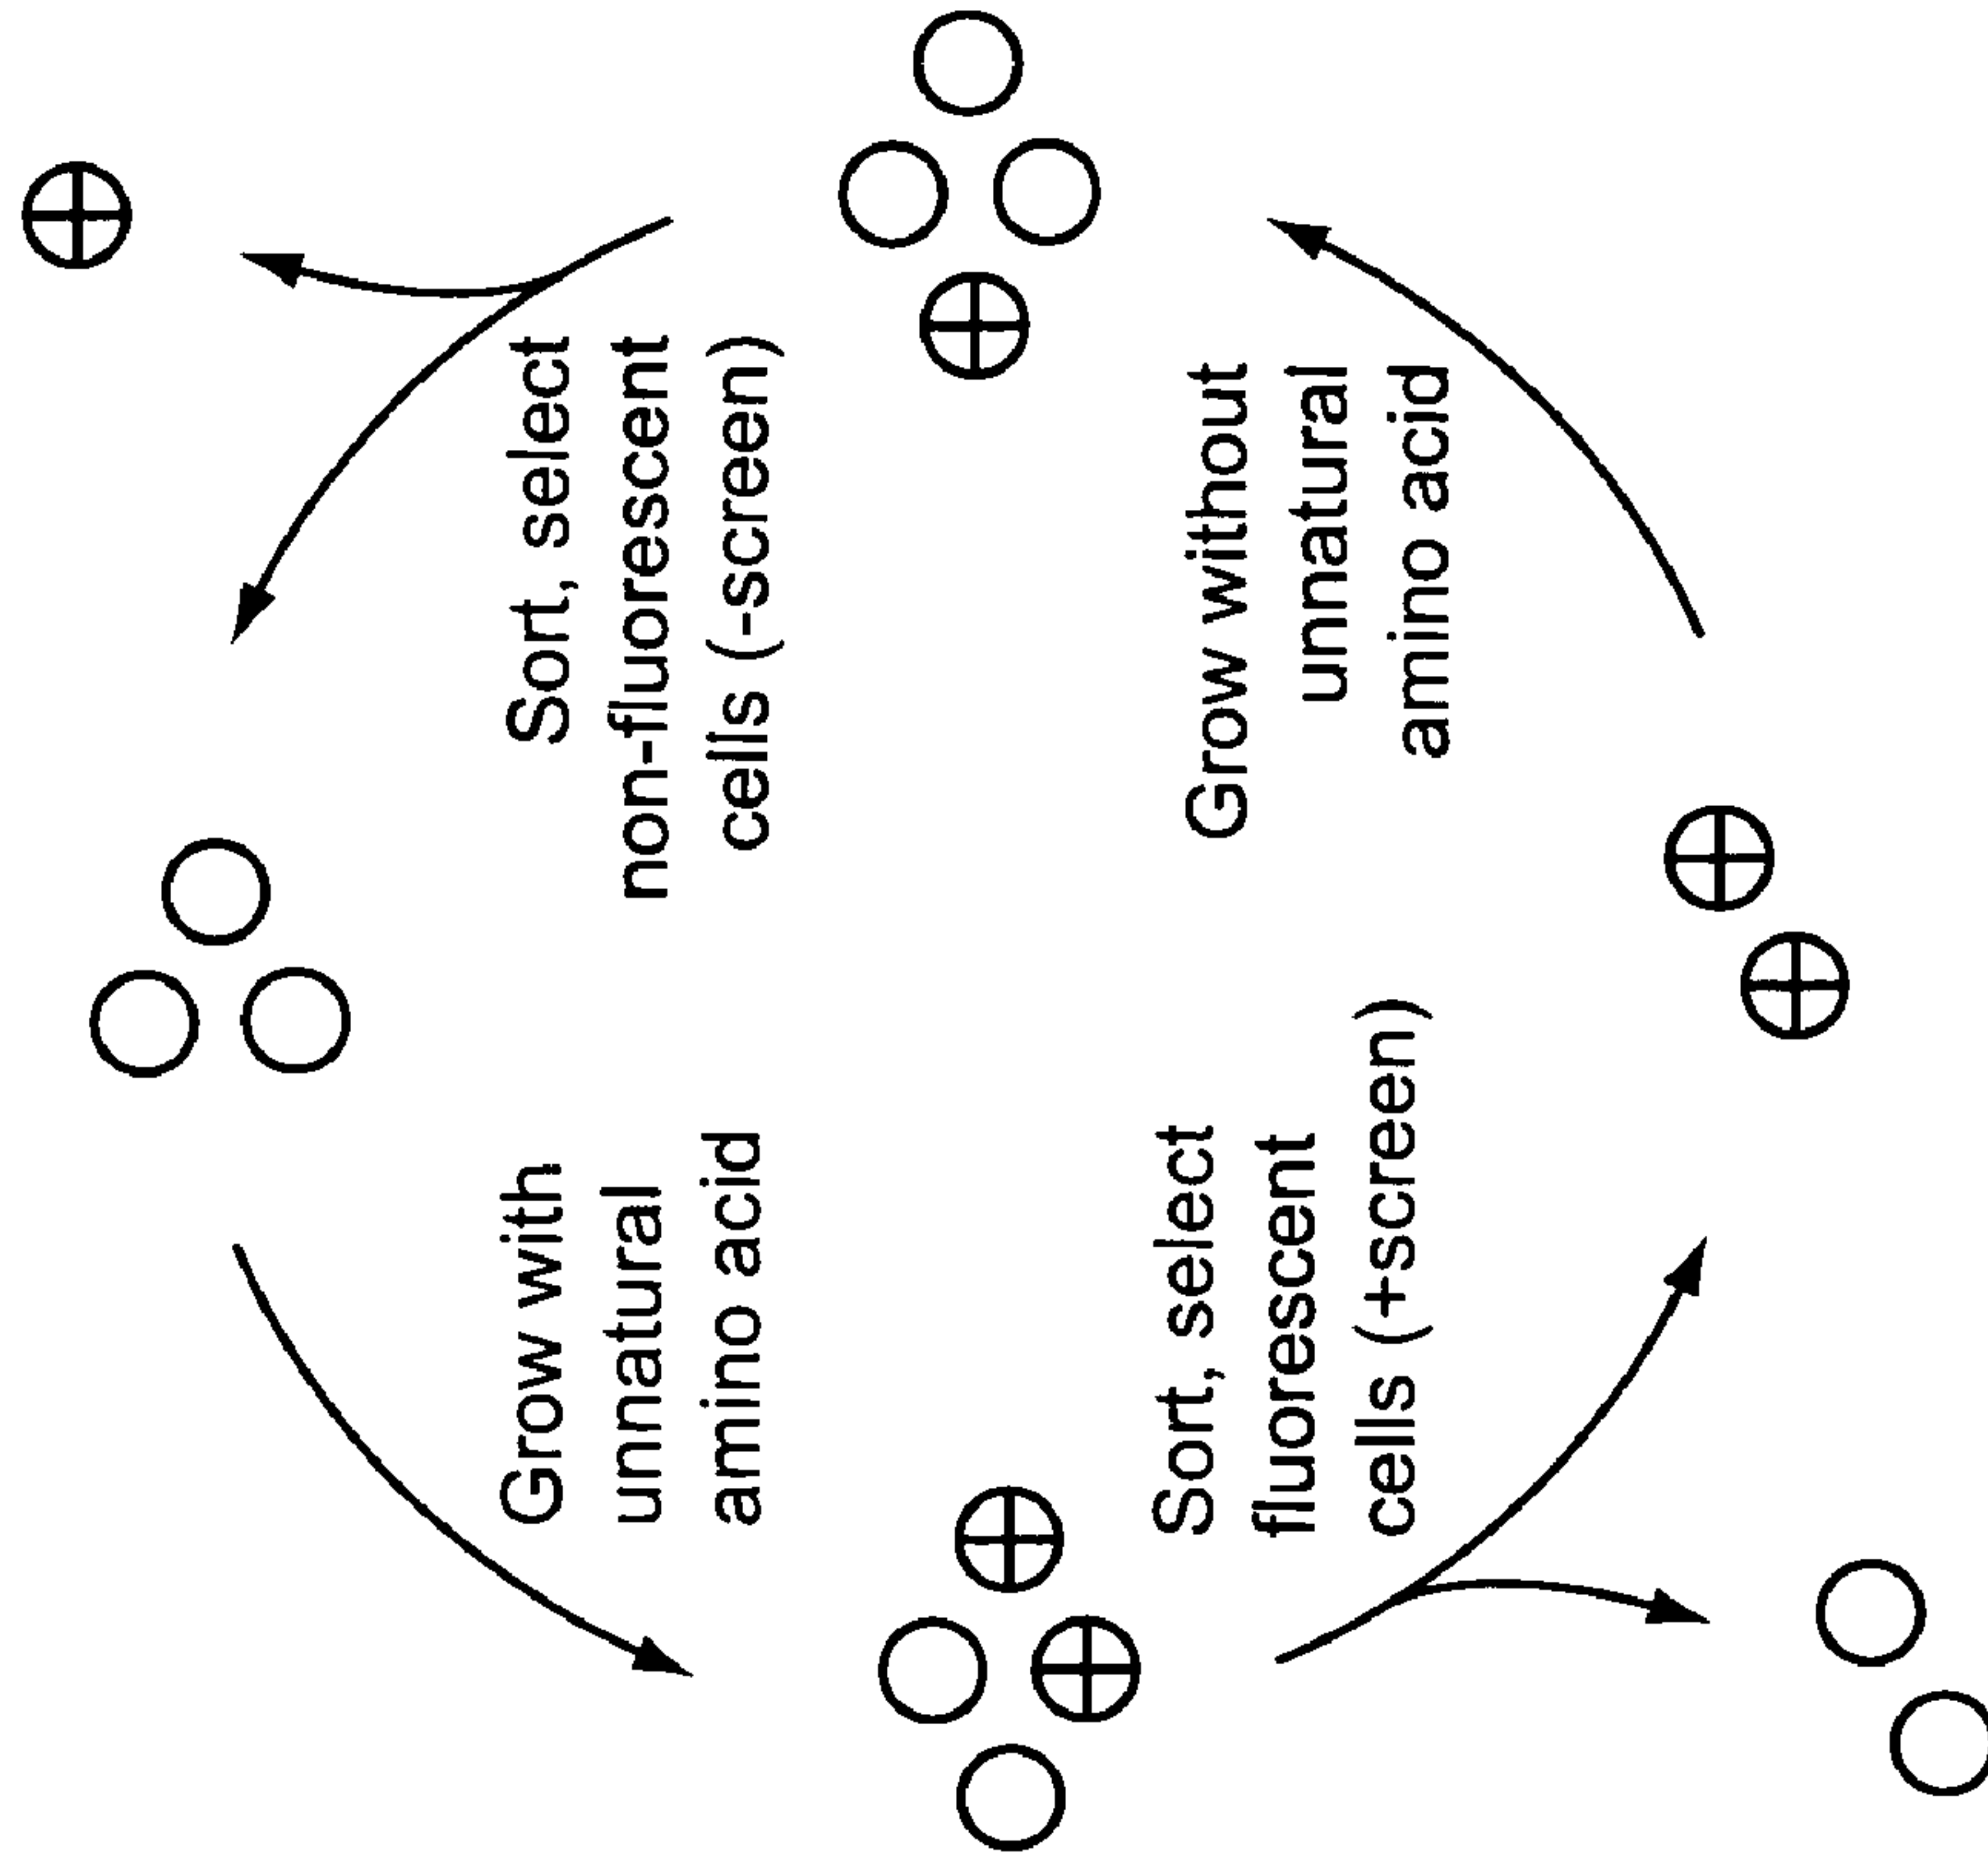 Grow with
unnatural
amino acid
Sort, select
fluorescent
cells (+screen)
Grow without
unnatural
amino acid
Sort, select
non-fluorescent
cells (-screen)